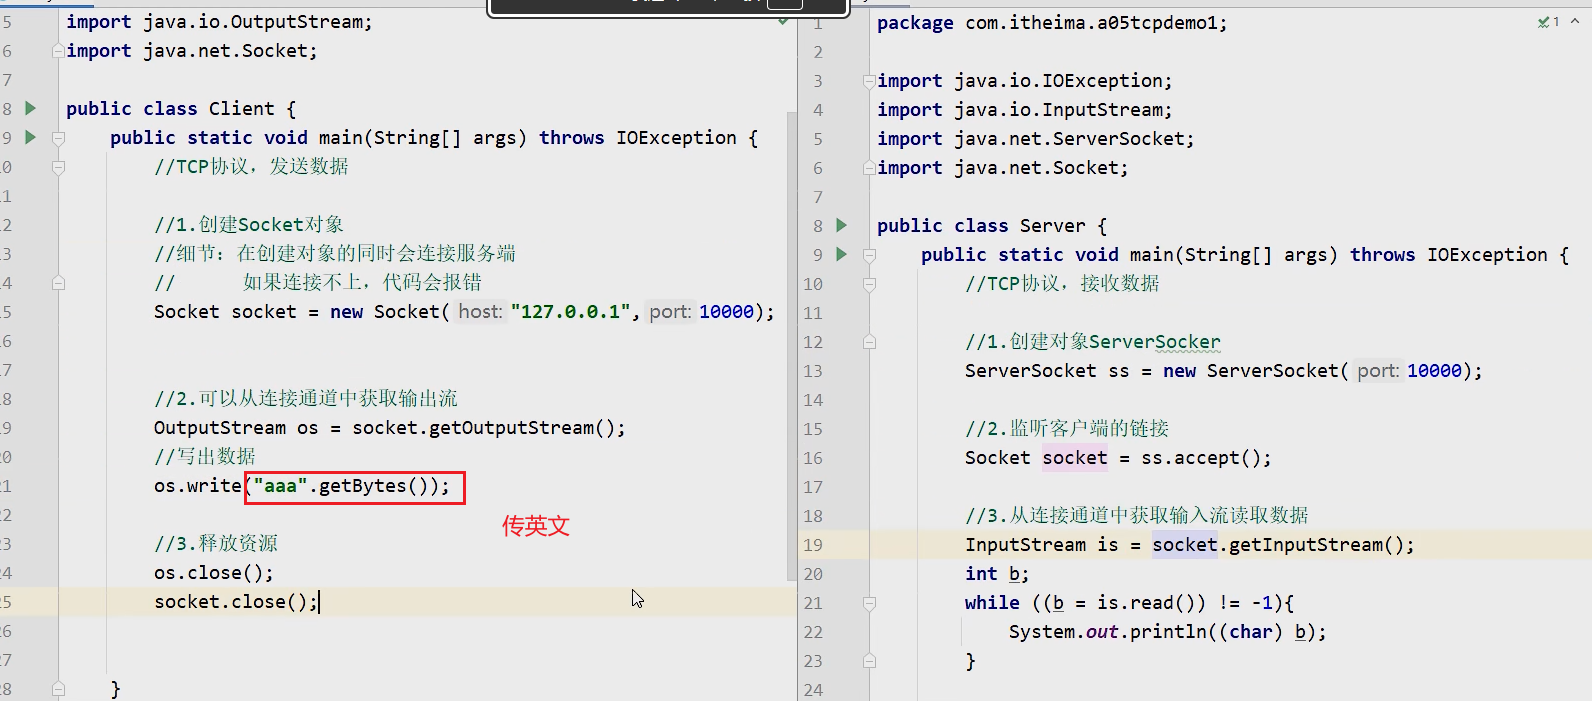 5 import java.io.OutputStream;
6 import java.net.Socket;
7
8 public class Client {
9 public static void main(String[] args) throws IOException {
0 //TCP协议，发送数据
1
2 //1.创建Socket对象
3 //细节：在创建对象的同时会连接服务端
4 // 如果连接不上，代码会报错
5 Socket socket = new Socket( host: "127.0.0.1", port: 10000);
6
7
8 //2.可以从连接通道中获取输出流
9 OutputStream os = socket.getOutputStream();
20 //写出数据
21 os.write("aaa".getBytes());
22 传英文
23 //3.释放资源
24 os.close();
25 socket.close();
26
27
28 }
1 package com.itheima.a05tcpdemo1;
1
2
3 import java.io.IOException;
4 import java.io.InputStream;
5 import java.net.ServerSocket;
6 import java.net.Socket;
7
8 public class Server {
9 public static void main(String[] args) throws IOException {
10 //TCP协议，接收数据
11
12 //1.创建对象ServerSocker
13 ServerSocket ss = new ServerSocket( port: 10000);
14
15 //2.监听客户端的链接
16 Socket socket = ss.accept();
17
18 //3.从连接通道中获取输入流读取数据
19 InputStream is = socket.getInputStream();
20 int b;
21 while ((b = is.read()) != -1){
22 System.out.println((char) b);
23 }
24